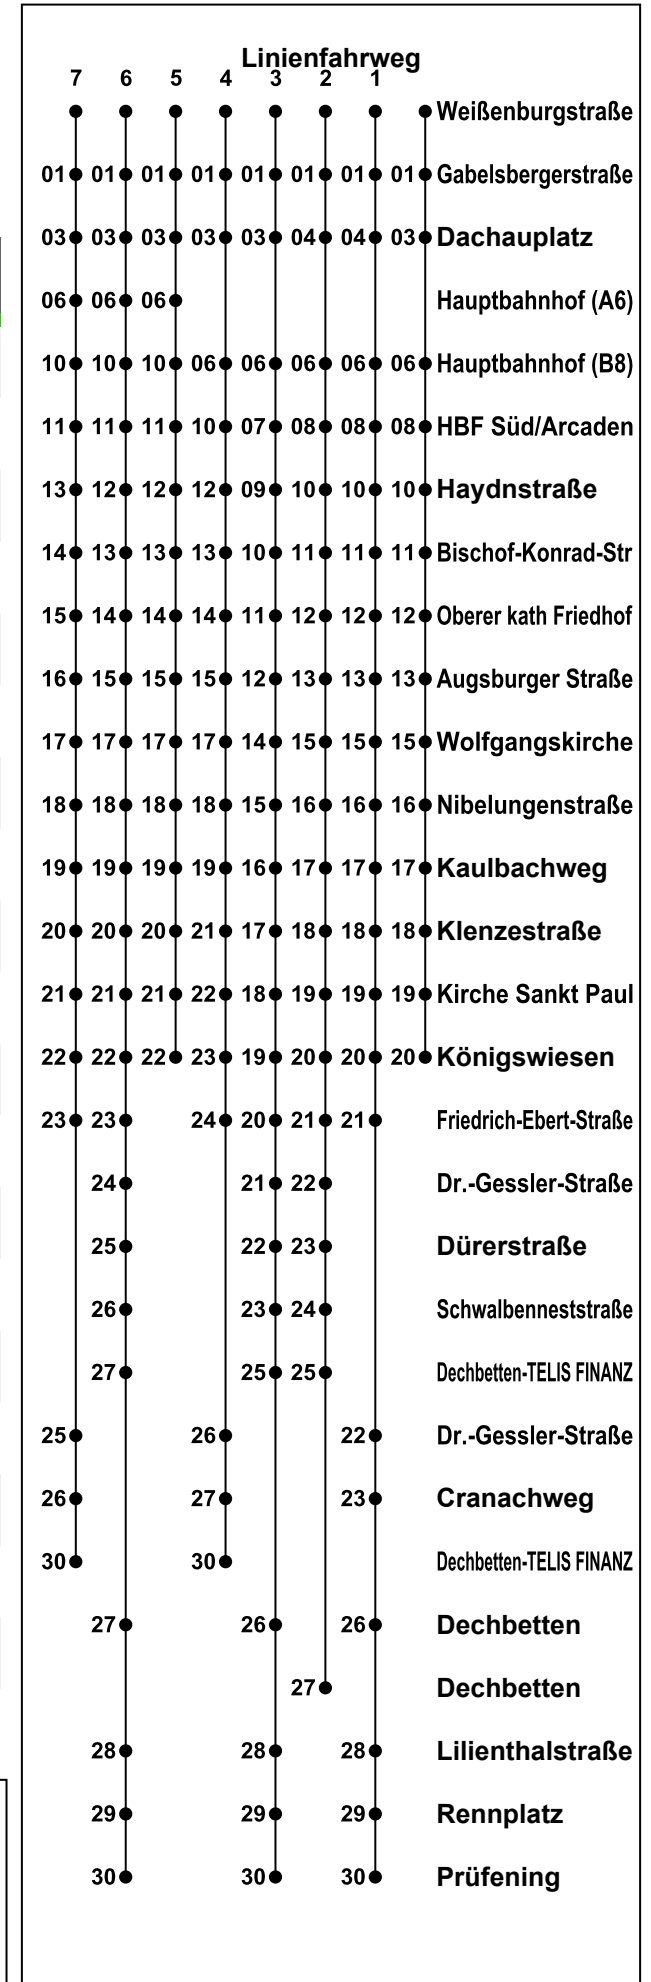 Linienfahrweg
7 6 5 4 3 2 1
Weißenburgstraße
01 01 01 01 01 01 01 01 Gabelsbergerstraße
03 03 03 03 03 04 04 03 Dachauplatz
06 06 06 Hauptbahnhof (A6)
10 10 10 06 06 06 06 06 Hauptbahnhof (B8)
11 11 11 10 07 08 08 08 HBF Süd/Arcaden
13 12 12 12 09 10 10 10 Haydnstraße
14 13 13 13 10 11 11 11 Bischof-Konrad-Str
15 14 14 14 11 12 12 12 Oberer kath Friedhof
16 15 15 15 12 13 13 13 Augsburger Straße
17 17 17 17 14 15 15 15 Wolfgangskirche
18 18 18 18 15 16 16 16 Nibelungenstraße
19 19 19 19 16 17 17 17 Kaulbachweg
20 20 20 21 17 18 18 18 Klenzestraße
21 21 21 22 18 19 19 19 Kirche Sankt Paul
22 22 22 23 19 20 20 20 Königswiesen
23 23 24 20 21 21 Friedrich-Ebert-Straße
24 21 22 Dr.-Gessler-Straße
25 22 23 Dürerstraße
26 23 24 Schwalbenneststraße
27 25 25 Dechbetten-TELIS FINANZ
25 26 22 Dr.-Gessler-Straße
26 27 23 Cranachweg
30 30 Dechbetten-TELIS FINANZ
27 26 26 Dechbetten
27 Dechbetten
28 28 28 Lilienthalstraße
29 29 29 Rennplatz
30 30 30 Prüfening